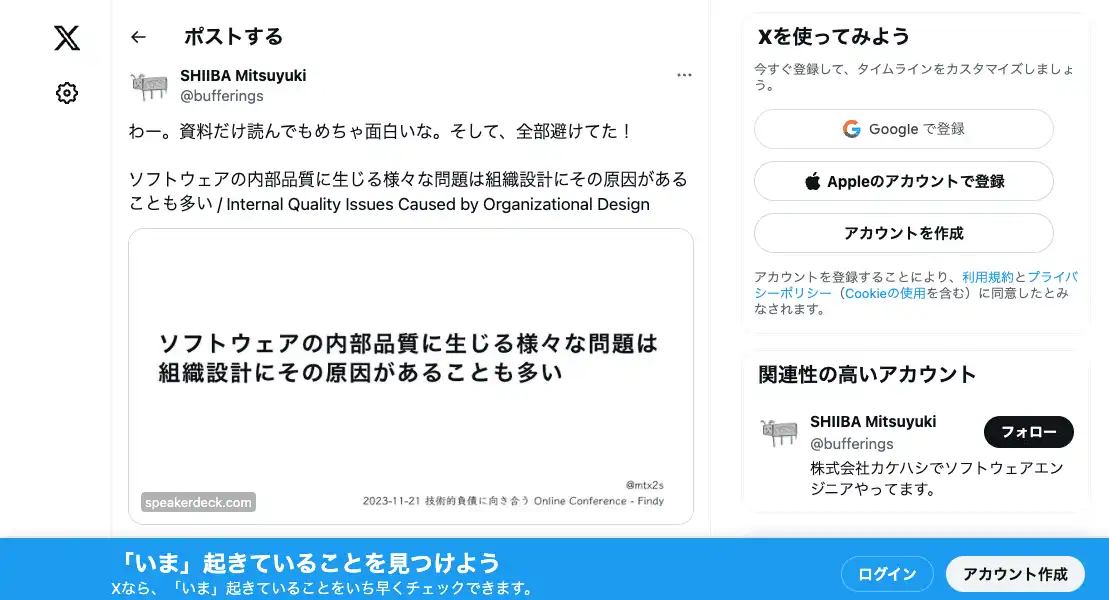 ポストする
SHIIBA Mitsuyuki
@bufferings
わー。資料だけ読んでもめちゃ面白いな。そして、全部避けてた！
ソフトウェアの内部品質に生じる様々な問題は組織設計にその原因がある
ことも多い / Internal Quality Issues Caused by Organizational Design
ソフトウェアの内部品質に生じる様々な問題は
組織設計にその原因があることも多い
@mtx2s
2023-11-21 技術的負債に向き合う Online Conference - Findy
speakerdeck.com
Xを使ってみよう
今すぐ登録して、タイムラインをカスタマイズしましょ
う。
Google で登録
Appleのアカウントで登録
アカウントを作成
アカウントを登録することにより、利用規約とプライバ
シーポリシー（Cookieの使用を含む）に同意したとみ
なされます。
関連性の高いアカウント
SHIIBA Mitsuyuki
@bufferings
フォロー
株式会社カケハシでソフトウェアエン
ジニアやってます。
「いま」起きていることを見つけよう
Xなら、「いま」起きていることをいち早くチェックできます。
ログイン
アカウント作成